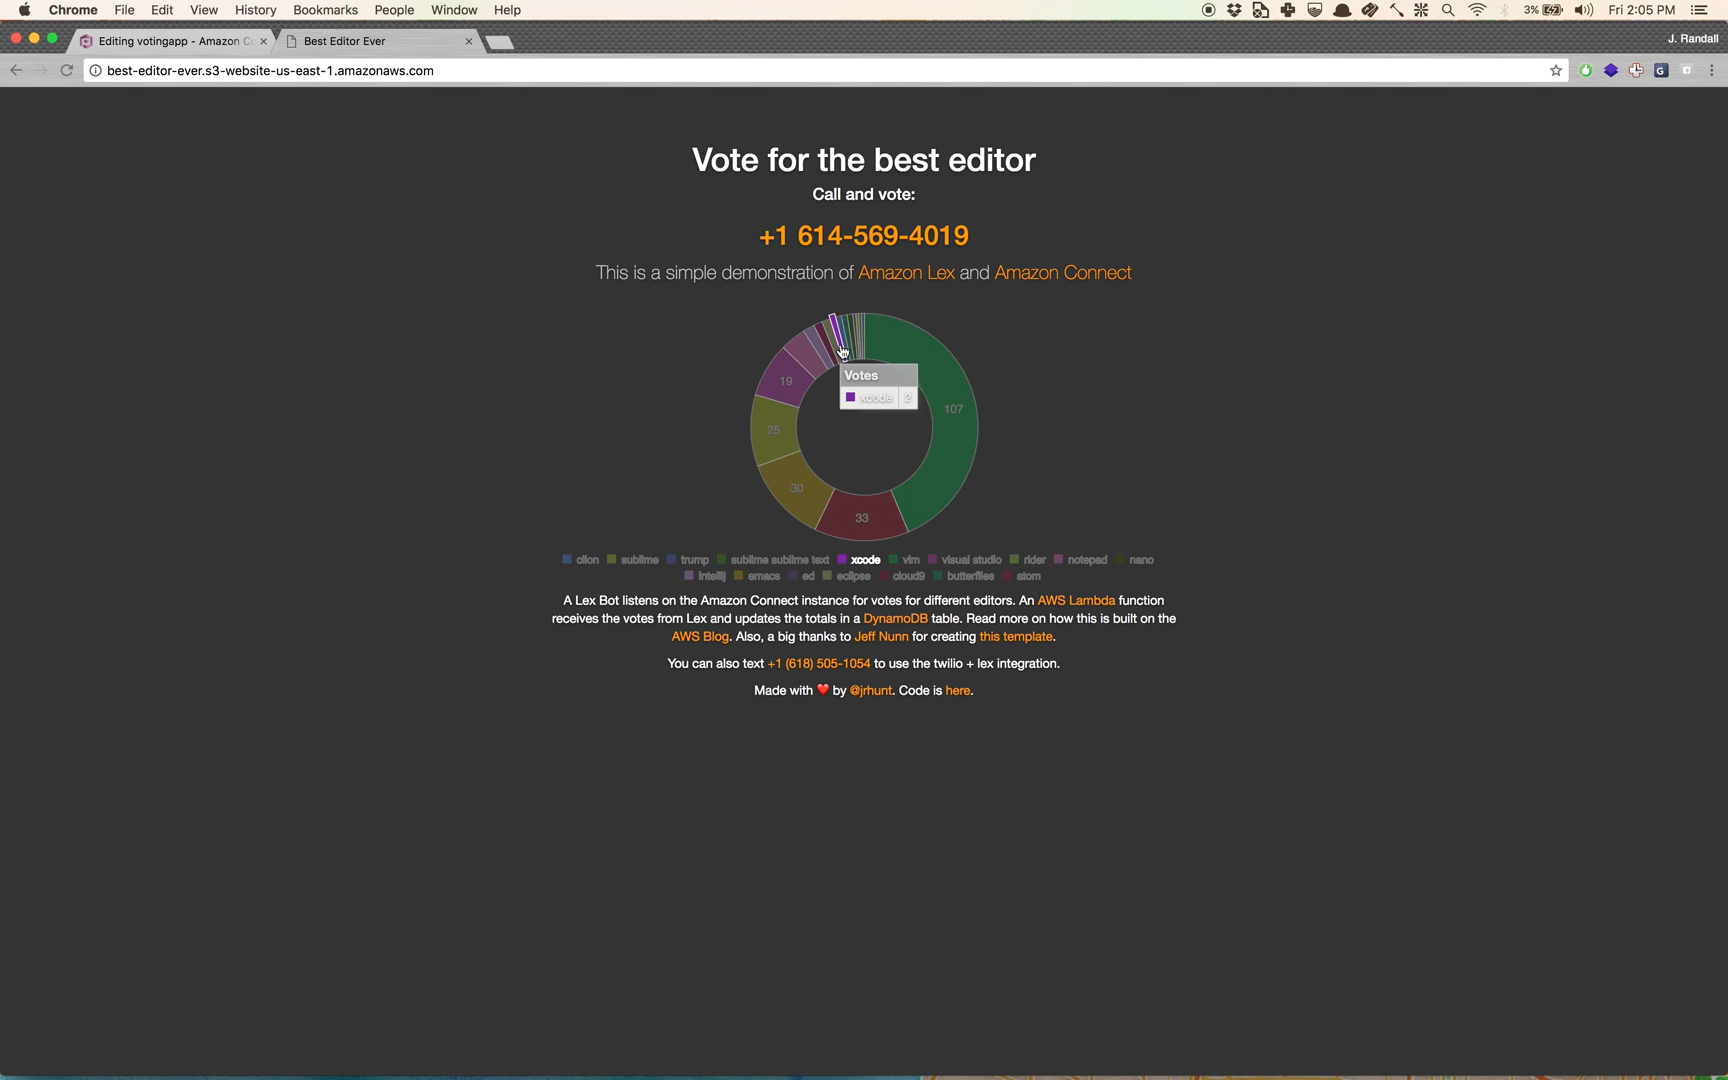 Chrome File Edit View History Bookmarks People Window Help 3% Fri 2:05 PM
Editing votingapp - Amazon C Best Editor Ever J. Randall
best-editor-ever.s3-website-us-east-1.amazonaws.com
Vote for the best editor
Call and vote:
+1 614-569-4019
This is a simple demonstration of Amazon Lex and Amazon Connect
Votes
xcode 2
19
107
25
30
33
clion sublime trump sublime sublime text xcode vim visual studio rider notepad nano
intellij emacs ed eclipse cloud9 butterflies atom
A Lex Bot listens on the Amazon Connect instance for votes for different editors. An AWS Lambda function
receives the votes from Lex and updates the totals in a DynamoDB table. Read more on how this is built on the
AWS Blog. Also, a big thanks to Jeff Nunn for creating this template.
You can also text +1 (618) 505-1054 to use the twilio + lex integration.
Made with ❤️ by @jrhunt. Code is here.